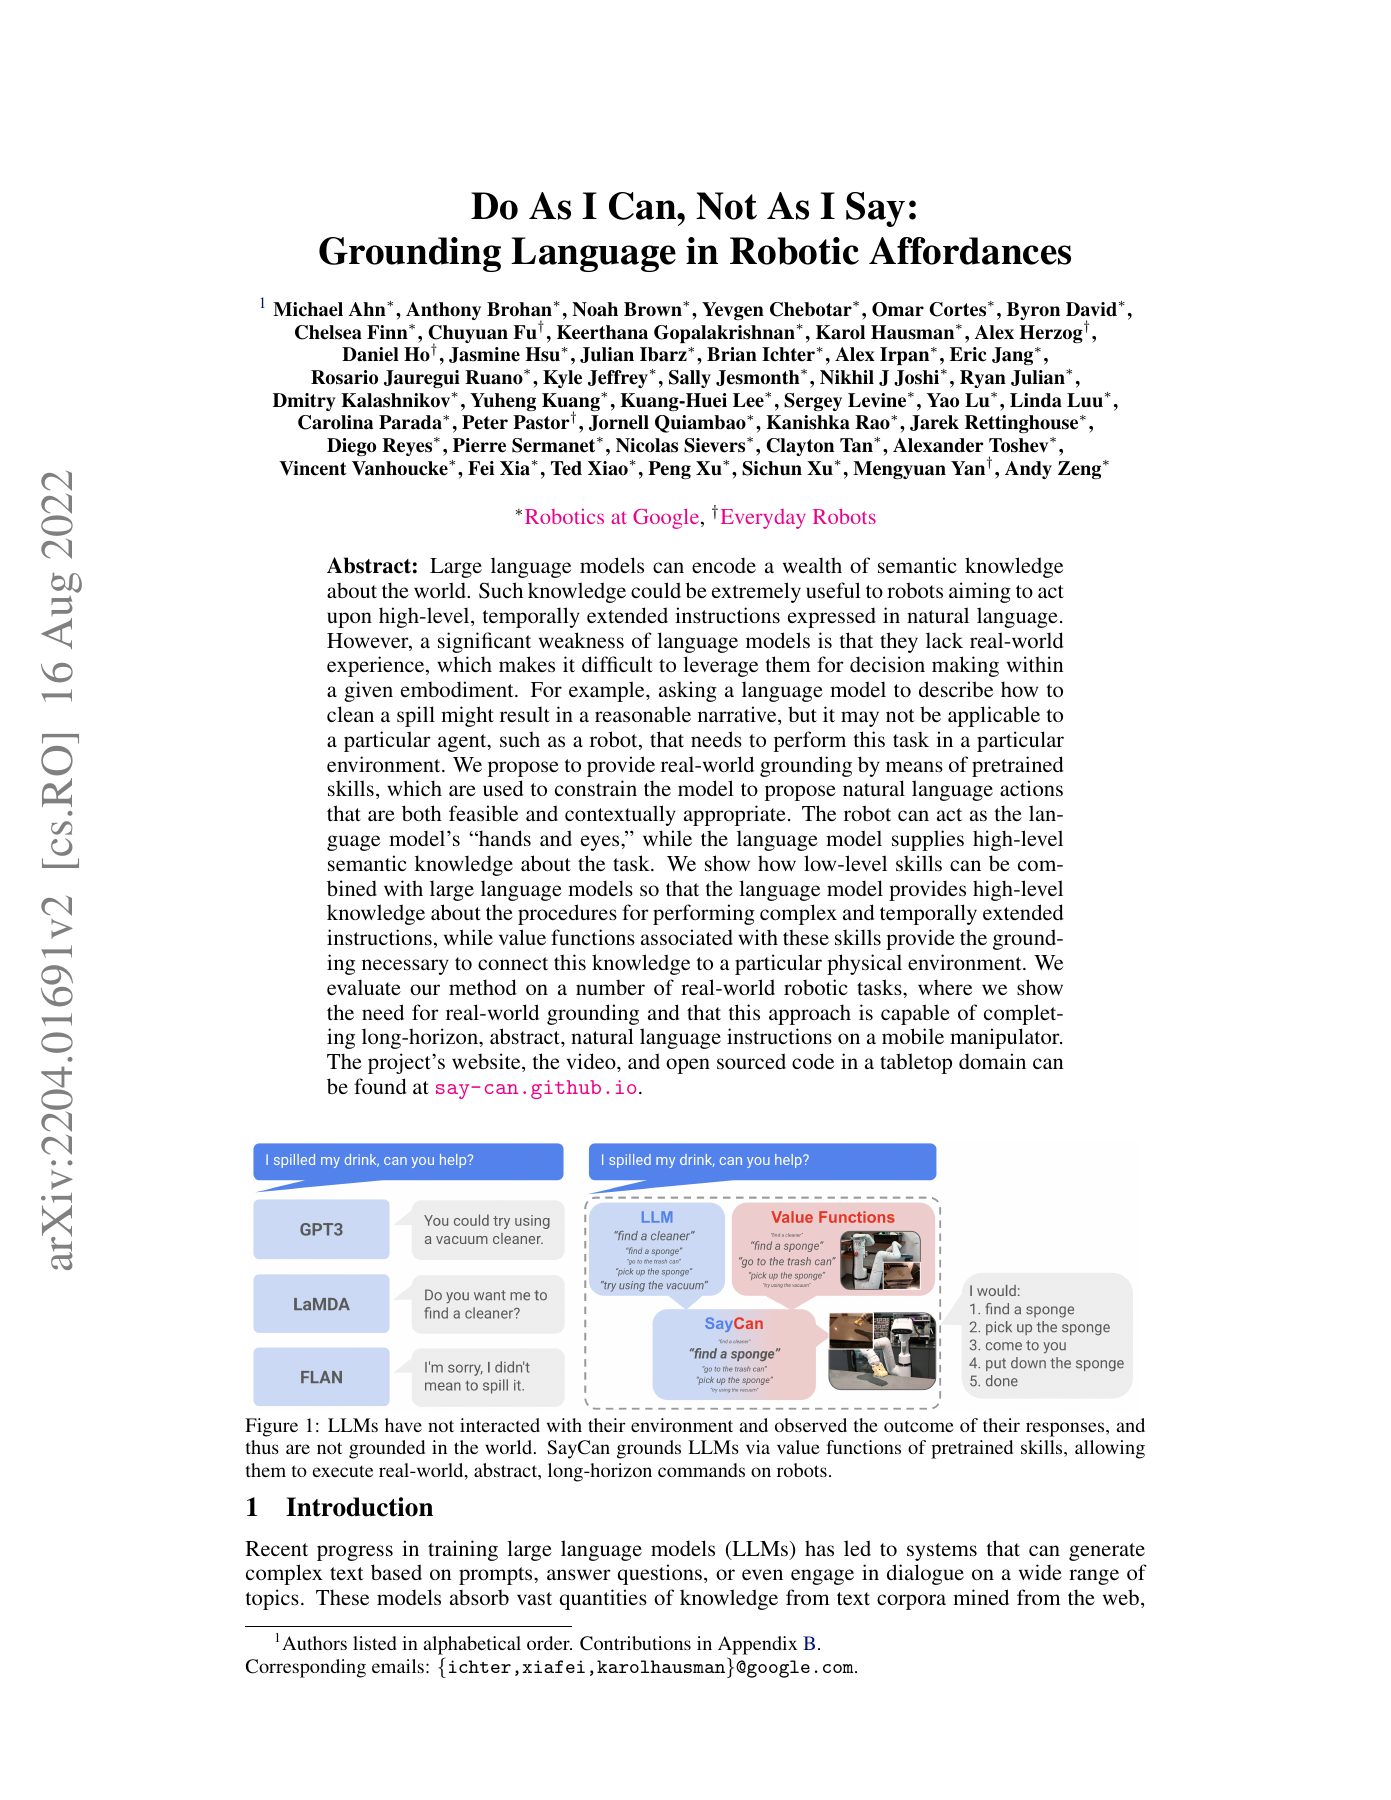 Do As I Can, Not As I Say:
Grounding Language in Robotic Affordances
1 Michael Ahn*, Anthony Brohan*, Noah Brown*, Yevgen Chebotar*, Omar Cortes*, Byron David*,
Chelsea Finn*, Chuyuan Fu†, Keerthana Gopalakrishnan*, Karol Hausman*, Alex Herzog†,
Daniel Ho†, Jasmine Hsu*, Julian Ibarz*, Brian Ichter*, Alex Irpan*, Eric Jang*,
Rosario Jauregui Ruano*, Kyle Jeffrey*, Sally Jesmonth*, Nikhil J Joshi*, Ryan Julian*,
Dmitry Kalashnikov*, Yuheng Kuang*, Kuang-Huei Lee*, Sergey Levine*, Yao Lu*, Linda Luu*,
Carolina Parada*, Peter Pastor†, Jornell Quiambao*, Kanishka Rao*, Jarek Rettinghouse*,
Diego Reyes*, Pierre Sermanet*, Nicolas Sievers*, Clayton Tan*, Alexander Toshev*,
Vincent Vanhoucke*, Fei Xia*, Ted Xiao*, Peng Xu*, Sichun Xu*, Mengyuan Yan†, Andy Zeng*
*Robotics at Google, †Everyday Robots
arXiv:2204.01691v2 [cs.RO] 16 Aug 2022
Abstract: Large language models can encode a wealth of semantic knowledge
about the world. Such knowledge could be extremely useful to robots aiming to act
upon high-level, temporally extended instructions expressed in natural language.
However, a significant weakness of language models is that they lack real-world
experience, which makes it difficult to leverage them for decision making within
a given embodiment. For example, asking a language model to describe how to
clean a spill might result in a reasonable narrative, but it may not be applicable to
a particular agent, such as a robot, that needs to perform this task in a particular
environment. We propose to provide real-world grounding by means of pretrained
skills, which are used to constrain the model to propose natural language actions
that are both feasible and contextually appropriate. The robot can act as the lan-
guage model's “hands and eyes,” while the language model supplies high-level
semantic knowledge about the task. We show how low-level skills can be com-
bined with large language models so that the language model provides high-level
knowledge about the procedures for performing complex and temporally extended
instructions, while value functions associated with these skills provide the ground-
ing necessary to connect this knowledge to a particular physical environment. We
evaluate our method on a number of real-world robotic tasks, where we show
the need for real-world grounding and that this approach is capable of complet-
ing long-horizon, abstract, natural language instructions on a mobile manipulator.
The project's website, the video, and open sourced code in a tabletop domain can
be found at say-can.github.io.
I spilled my drink, can you help?
GPT3
You could try using
a vacuum cleaner.
LaMDA
Do you want me to
find a cleaner?
FLAN
I'm sorry, I didn't
mean to spill it.
I spilled my drink, can you help?
LLM
“find a cleaner”
“find a sponge”
“go to the trash can”
“pick up the sponge”
“try using the vacuum”
Value Functions
“find a cleaner”
“find a sponge”
“go to the trash can”
“pick up the sponge”
“try using the vacuum”
SayCan
“find a cleaner”
“find a sponge”
“go to the trash can”
“pick up the sponge”
“try using the vacuum”
I would:
1. find a sponge
2. pick up the sponge
3. come to you
4. put down the sponge
5. done
Figure 1: LLMs have not interacted with their environment and observed the outcome of their responses, and
thus are not grounded in the world. SayCan grounds LLMs via value functions of pretrained skills, allowing
them to execute real-world, abstract, long-horizon commands on robots.
1 Introduction
Recent progress in training large language models (LLMs) has led to systems that can generate
complex text based on prompts, answer questions, or even engage in dialogue on a wide range of
topics. These models absorb vast quantities of knowledge from text corpora mined from the web,
1Authors listed in alphabetical order. Contributions in Appendix B.
Corresponding emails: {ichter,xiafei,karolhausman}@google.com.